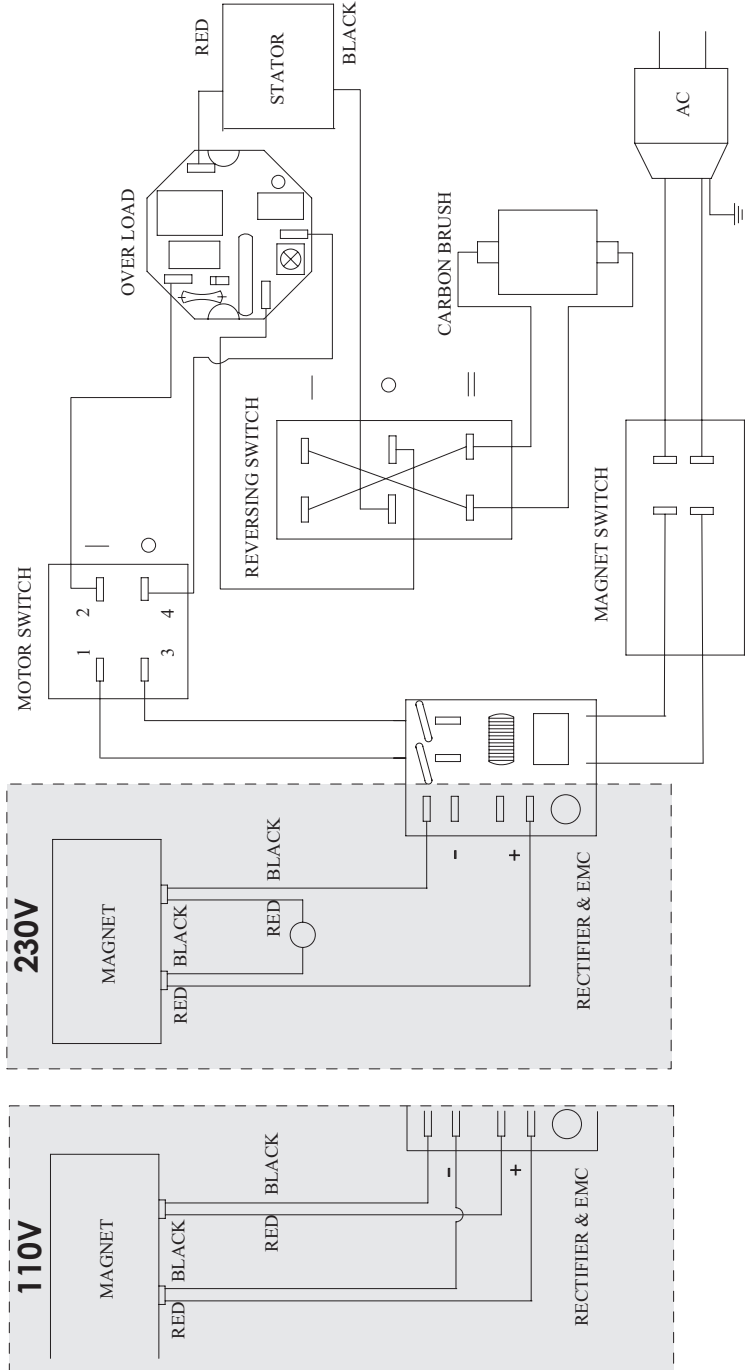 110V
MAGNET
RED
BLACK
RED
BLACK
-
+
RECTIFIER & EMC
230V
MAGNET
RED
BLACK
RED
BLACK
-
+
RECTIFIER & EMC
MOTOR SWITCH
1
2
3
4
|
○
REVERSING SWITCH
|
○
||
MAGNET SWITCH
OVER LOAD
CARBON BRUSH
RED
STATOR
BLACK
AC